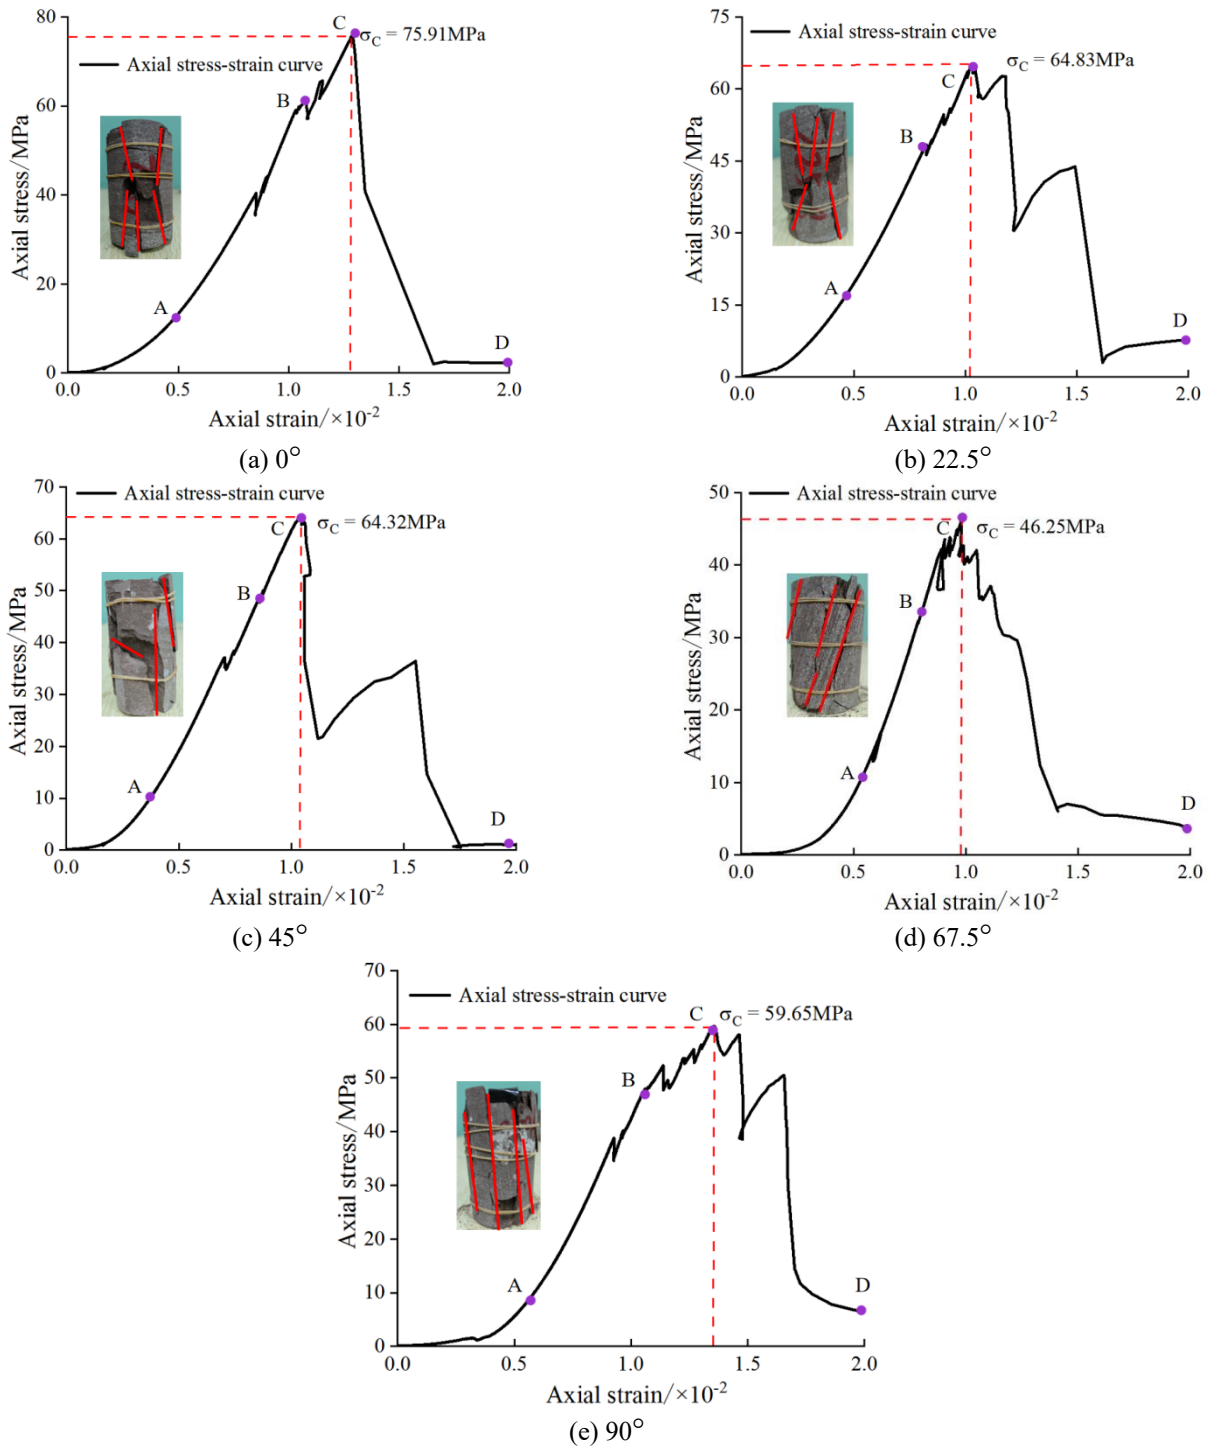 80
C
σC = 75.91MPa
Axial stress-strain curve
60
B
Axial stress/MPa
40
20
A
D
0
0.0
0.5
1.0
1.5
2.0
Axial strain/×10-2
(a) 0°
75
Axial stress-strain curve
σC = 64.83MPa
C
60
B
45
Axial stress/MPa
30
A
15
D
0
0.0
0.5
1.0
1.5
2.0
Axial strain/×10-2
(b) 22.5°
70
Axial stress-strain curve
C
σC = 64.32MPa
60
50
B
40
Axial stress/MPa
30
20
A
10
D
0
0.0
0.5
1.0
1.5
2.0
Axial strain/×10-2
(c) 45°
50
Axial stress-strain curve
C
σC = 46.25MPa
40
B
30
Axial stress/MPa
20
A
10
D
0
0.0
0.5
1.0
1.5
2.0
Axial strain/×10-2
(d) 67.5°
70
Axial stress-strain curve
C
σC = 59.65MPa
60
50
B
40
Axial stress/MPa
30
20
A
10
D
0
0.0
0.5
1.0
1.5
2.0
Axial strain/×10-2
(e) 90°